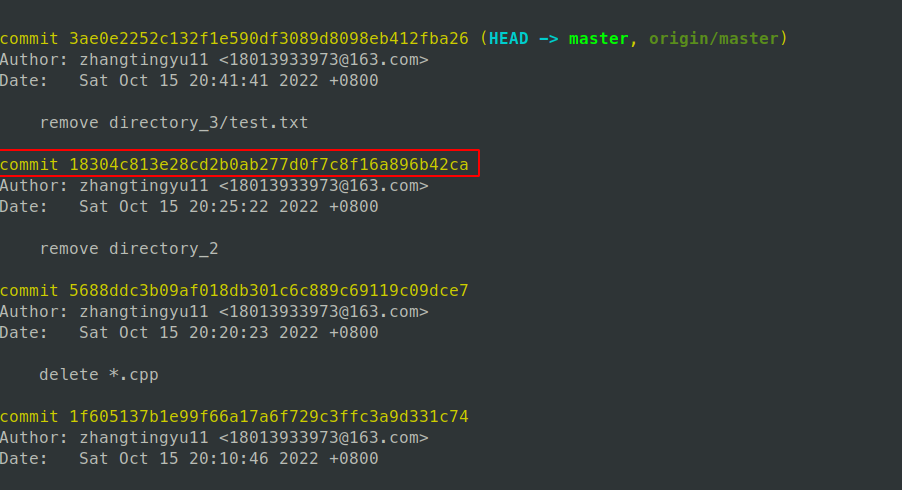 commit 3ae0e2252c132f1e590df3089d8098eb412fba26 (HEAD -> master, origin/master)
Author: zhangtingyu11 <18013933973@163.com>
Date:   Sat Oct 15 20:41:41 2022 +0800
    remove directory_3/test.txt
commit 18304c813e28cd2b0ab277d0f7c8f16a896b42ca
Author: zhangtingyu11 <18013933973@163.com>
Date:   Sat Oct 15 20:25:22 2022 +0800
    remove directory_2
commit 5688ddc3b09af018db301c6c889c69119c09dce7
Author: zhangtingyu11 <18013933973@163.com>
Date:   Sat Oct 15 20:20:23 2022 +0800
    delete *.cpp
commit 1f605137b1e99f66a17a6f729c3ffc3a9d331c74
Author: zhangtingyu11 <18013933973@163.com>
Date:   Sat Oct 15 20:10:46 2022 +0800